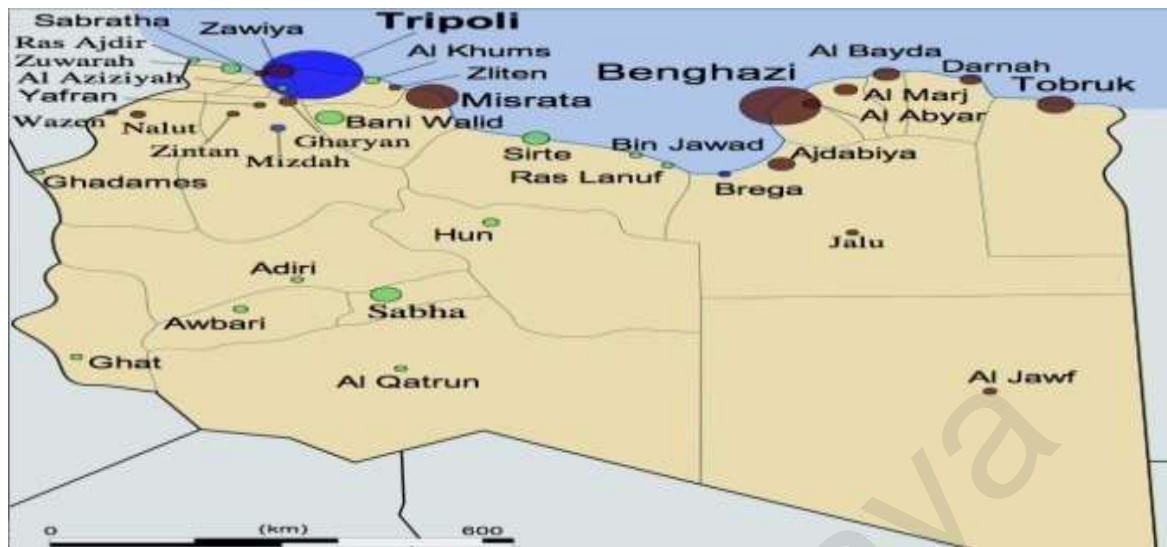 Sabratha
Zawiya
Tripoli
Ras Ajdir
Al Khums
Al Bayda
Zuwarah
Zliten
Benghazi
Darnah
Al Aziziyah
Tobruk
Yafran
Misrata
Al Marj
Wazen
Nalut
Bani Walid
Al Abyar
Zintan
Gharyan
Sirte
Bin Jawad
Ajdabiya
Mizdah
Ghadames
Ras Lanuf
Brega
Hun
Jalu
Adiri
Sabha
Awbari
Ghat
Al Qatrun
Al Jawf
0 (km) 600